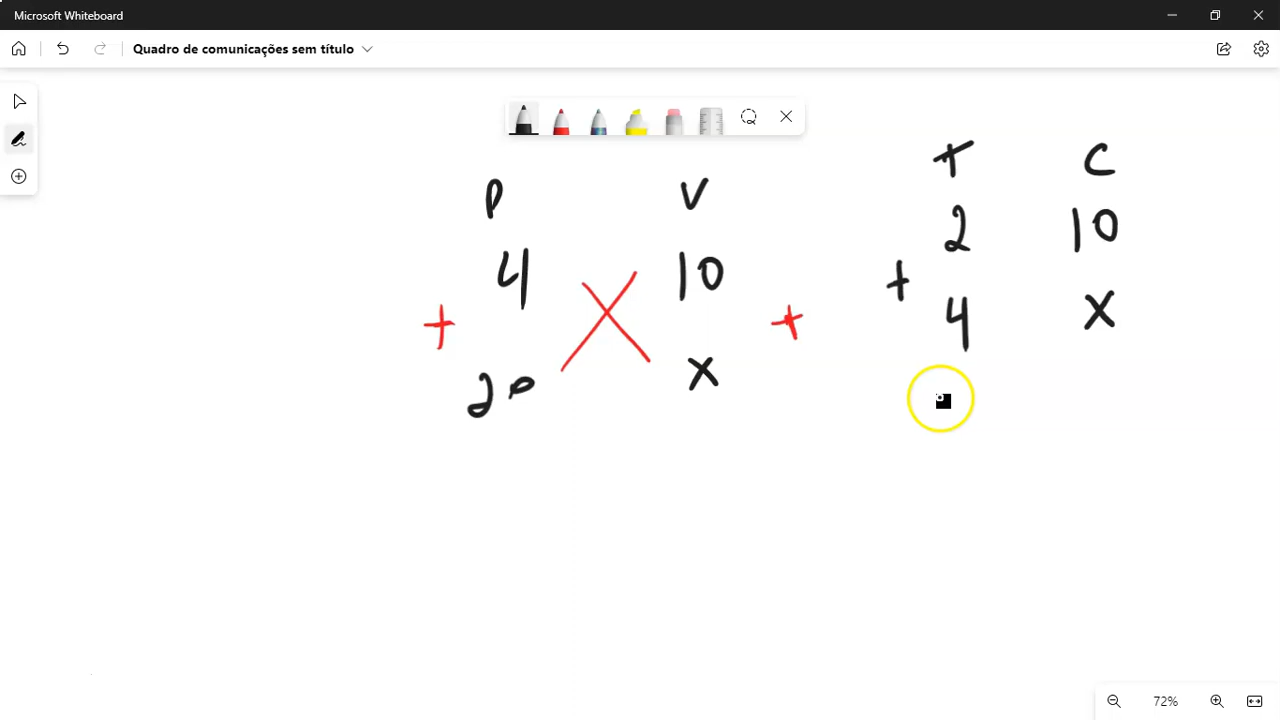 Microsoft Whiteboard
Quadro de comunicações sem título
P V
4 10
+ +
20 x
T C
2 10
+
4 x
72%